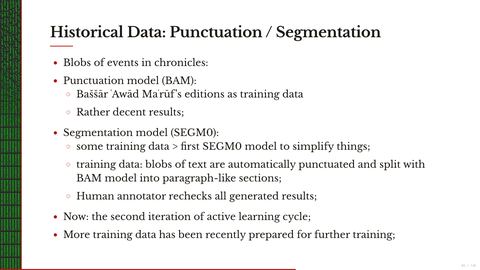 Historical Data: Punctuation / Segmentation
Blobs of events in chronicles:
Punctuation model (BAM):
Baššār ʿAwād Maʿrūf's editions as training data
Rather decent results;
Segmentation model (SEGM0):
some training data > first SEGM0 model to simplify things;
training data: blobs of text are automatically punctuated and split with
BAM model into paragraph-like sections;
Human annotator rechecks all generated results;
Now: the second iteration of active learning cycle;
More training data has been recently prepared for further training;